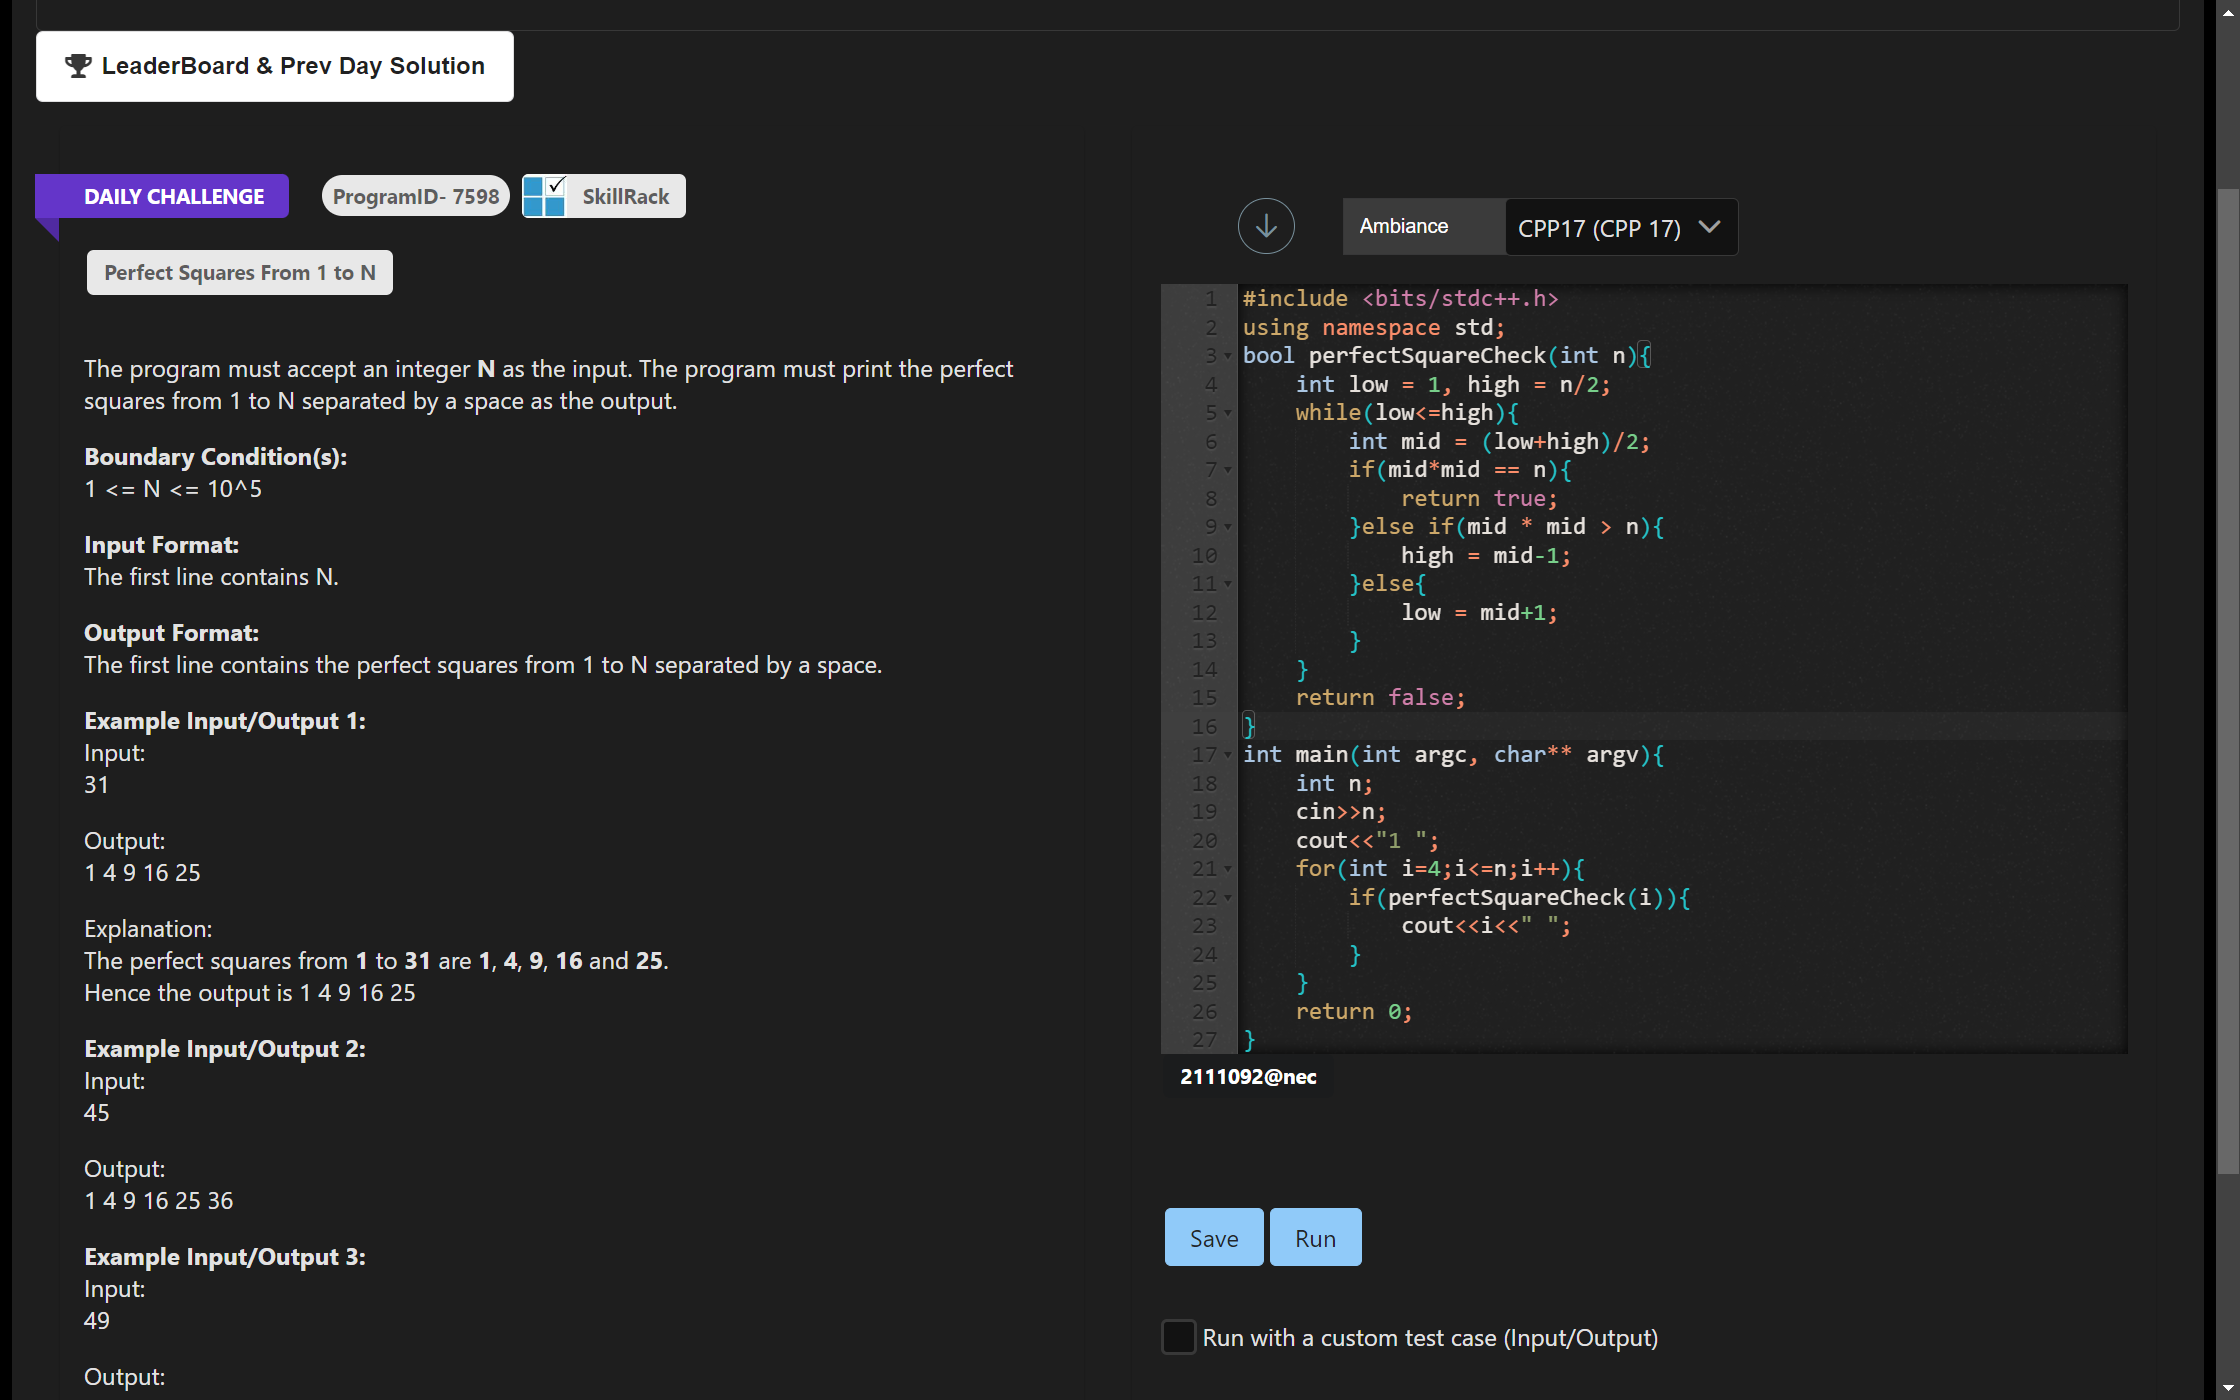 LeaderBoard & Prev Day Solution
DAILY CHALLENGE
ProgramID- 7598
SkillRack
Perfect Squares From 1 to N
The program must accept an integer N as the input. The program must print the perfect
squares from 1 to N separated by a space as the output.
Boundary Condition(s):
1 <= N <= 10^5
Input Format:
The first line contains N.
Output Format:
The first line contains the perfect squares from 1 to N separated by a space.
Example Input/Output 1:
Input:
31
Output:
1 4 9 16 25
Explanation:
The perfect squares from 1 to 31 are 1, 4, 9, 16 and 25.
Hence the output is 1 4 9 16 25
Example Input/Output 2:
Input:
45
Output:
1 4 9 16 25 36
Example Input/Output 3:
Input:
49
Output:
Ambiance
CPP17 (CPP 17)
1 #include <bits/stdc++.h>
2 using namespace std;
3 bool perfectSquareCheck(int n){
4     int low = 1, high = n/2;
5     while(low<=high){
6         int mid = (low+high)/2;
7         if(mid*mid == n){
8             return true;
9         }else if(mid * mid > n){
10             high = mid-1;
11         }else{
12             low = mid+1;
13         }
14     }
15     return false;
16 }
17 int main(int argc, char** argv){
18     int n;
19     cin>>n;
20     cout<<"1 ";
21     for(int i=4;i<=n;i++){
22         if(perfectSquareCheck(i)){
23             cout<<i<<" ";
24         }
25     }
26     return 0;
27 }
2111092@nec
Save
Run
Run with a custom test case (Input/Output)